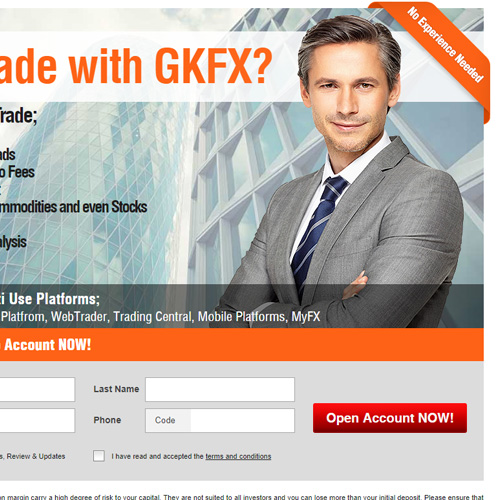 No Experience Needed
ade with GKFX?
Trade;
ds
o Fees
mmodities and even Stocks
alysis
i Use Platforms;
Platfrom, WebTrader, Trading Central, Mobile Platforms, MyFX
Account NOW!
Last Name
Phone Code
Open Account NOW!
s, Review & Updates I have read and accepted the terms and conditions
on margin carry a high degree of risk to your capital. They are not suited to all investors and you can lose more than your initial deposit. Please ensure that